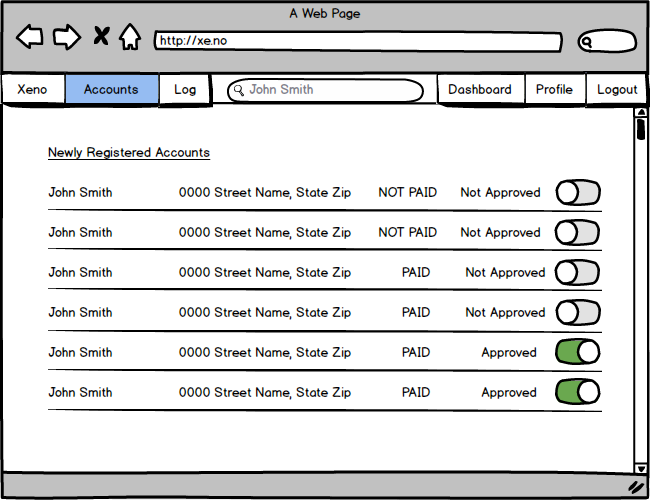 A Web Page
http://xe.no
Xeno Accounts Log John Smith Dashboard Profile Logout
Newly Registered Accounts
John Smith 0000 Street Name, State Zip NOT PAID Not Approved
John Smith 0000 Street Name, State Zip NOT PAID Not Approved
John Smith 0000 Street Name, State Zip PAID Not Approved
John Smith 0000 Street Name, State Zip PAID Not Approved
John Smith 0000 Street Name, State Zip PAID Approved
John Smith 0000 Street Name, State Zip PAID Approved